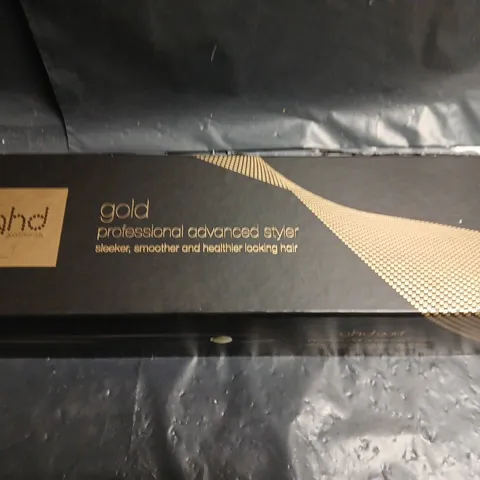 ghd
gold
professional advanced styler
sleeker, smoother and healthier looking hair